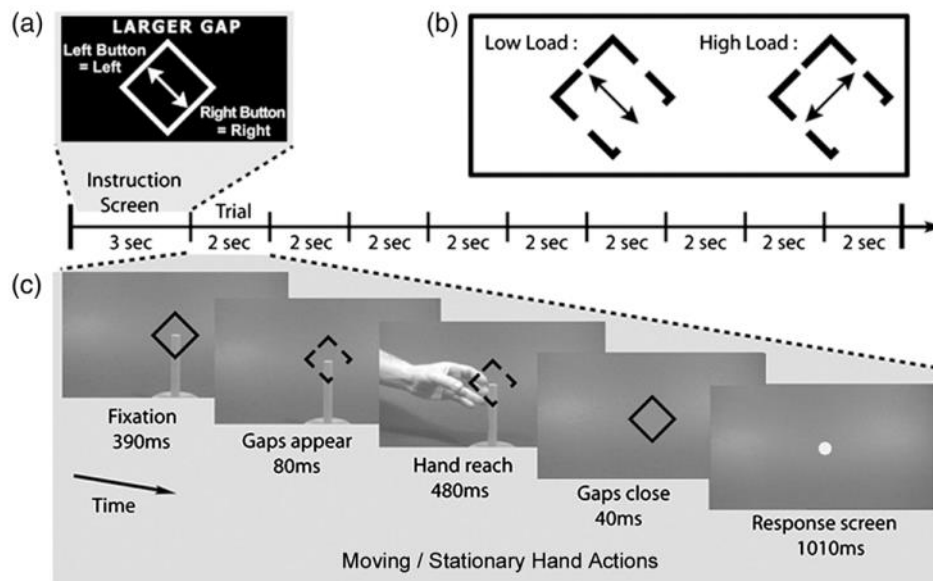 (a)
LARGER GAP
Left Button
= Left
Right Button
= Right
(b)
Low Load :
High Load :
Instruction
Screen
Trial
3 sec
2 sec
2 sec
2 sec
2 sec
2 sec
2 sec
2 sec
2 sec
(c)
Fixation
390ms
Gaps appear
80ms
Hand reach
480ms
Gaps close
40ms
Response screen
1010ms
Time
Moving / Stationary Hand Actions